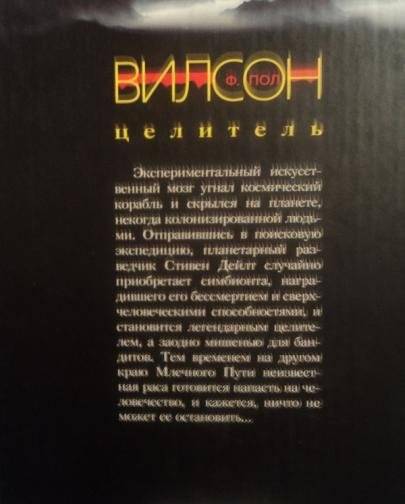 ВИЛСОН
Ф. ПОЛ
целитель
Экспериментальный искусст-
венный мозг угнал космический
корабль и скрылся на планете,
некогда колонизированной людь-
ми. Отправившись в поисковую
экспедицию, планетарный раз-
ведчик Стивен Дейлт случайно
приобретает симбионта, награ-
дившего его бессмертием и сверх-
человеческими способностями, и
становится легендарным целите-
лем, а заодно мишенью для бан-
дитов. Тем временем на другом
краю Млечного Пути неизвест-
ная раса готовится напасть на че-
ловечество, и кажется, ничто не
может ее остановить...